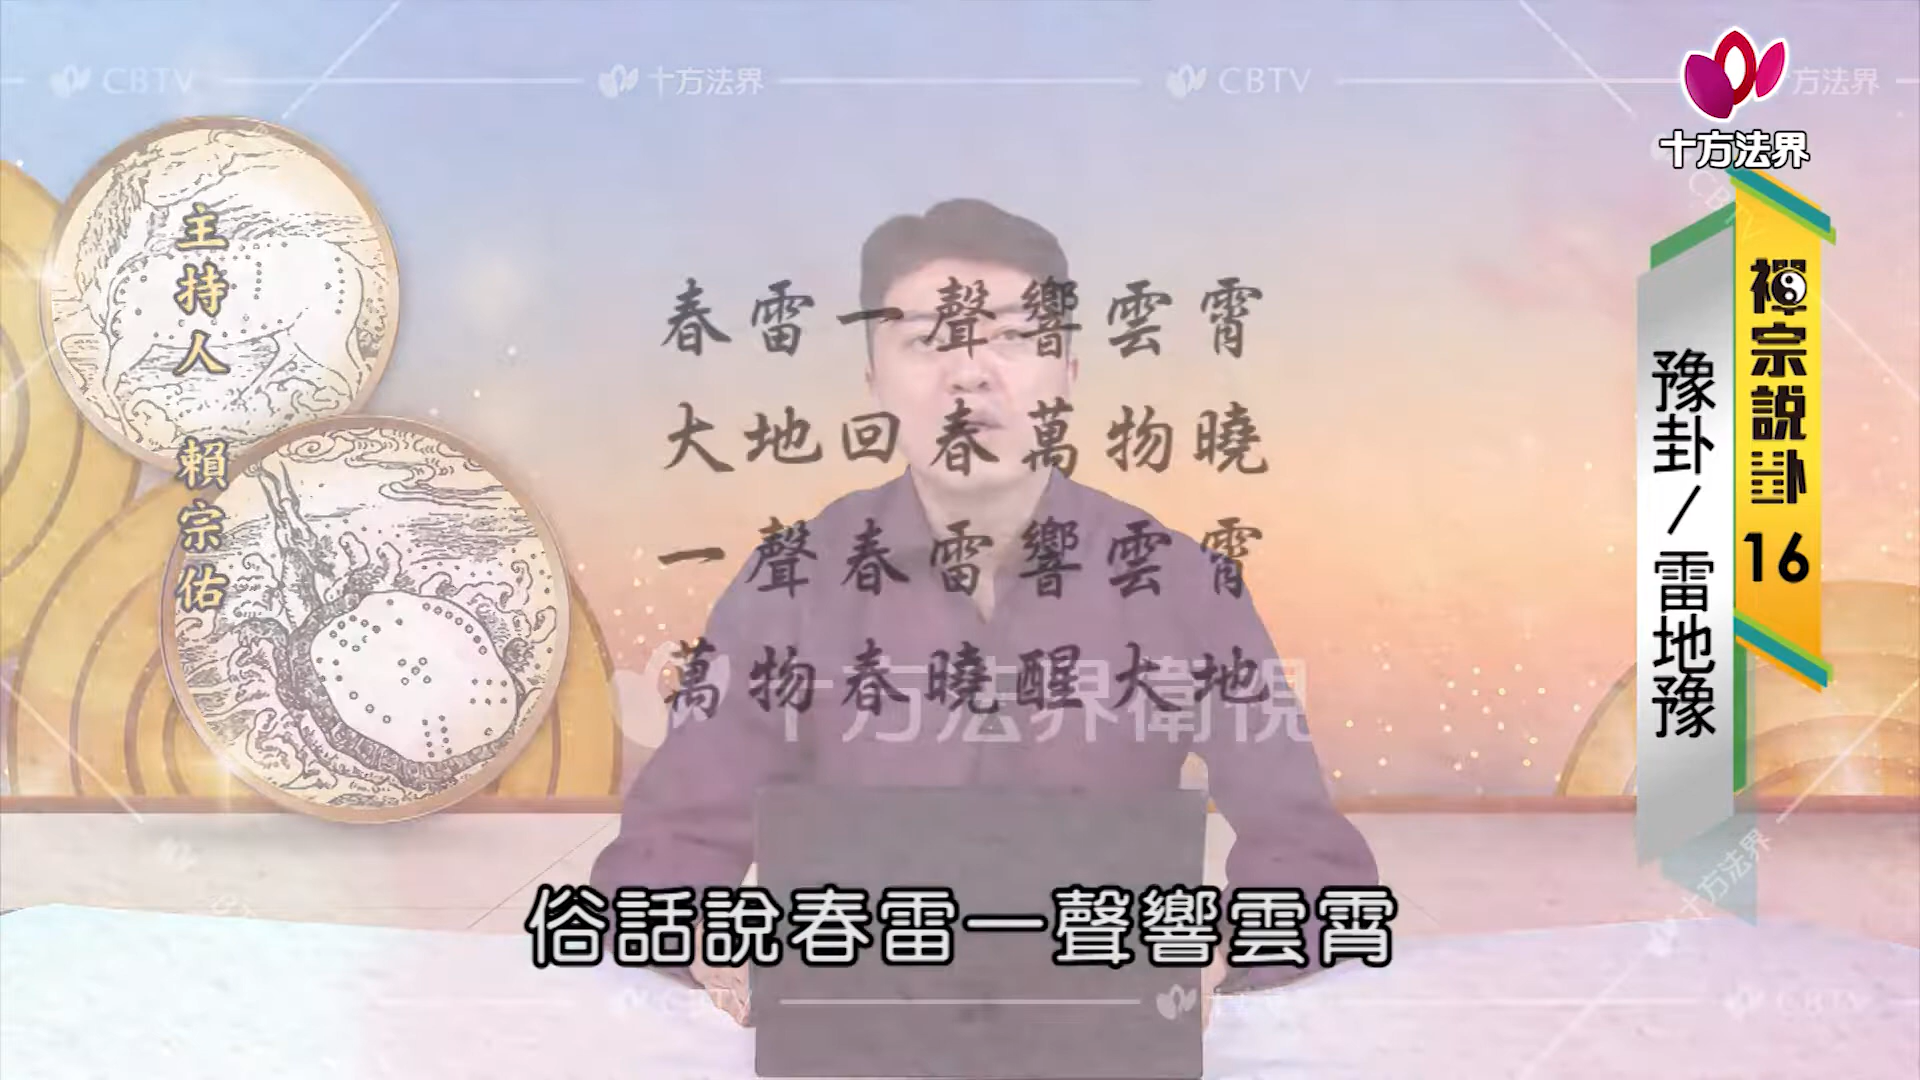 CBTV
十方法界
CBTV
方法界
十方法界
主持人 賴宗佑
春雷一聲響雲霄
大地回春萬物曉
一聲春雷響雲霄
萬物春曉醒大地
十方法界衛視
禪宗說卦 16
豫卦/雷地豫
十方法界
俗話說春雷一聲響雲霄
CBTV
CBTV